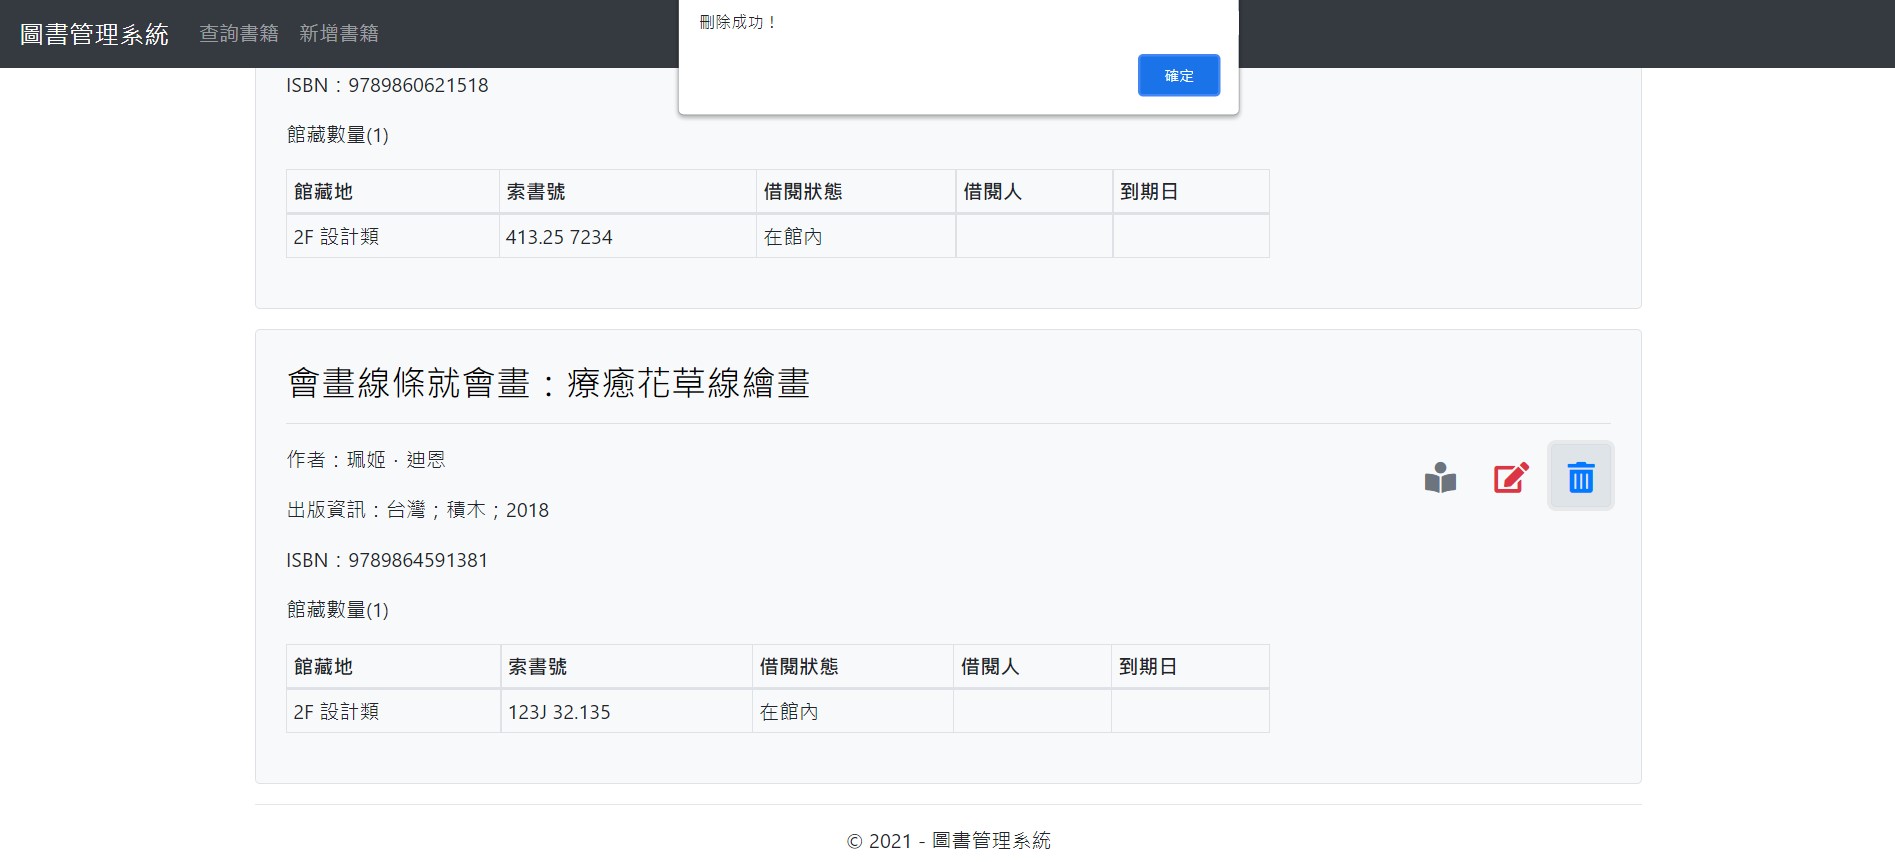 圖書管理系統 查詢書籍 新增書籍
刪除成功！
確定
ISBN：9789860621518
館藏數量(1)
館藏地 索書號 借閱狀態 借閱人 到期日
2F 設計類 413.25 7234 在館內
會畫線條就會畫：療癒花草線繪畫
作者：珮姬．迪恩
出版資訊：台灣；積木；2018
ISBN：9789864591381
館藏數量(1)
館藏地 索書號 借閱狀態 借閱人 到期日
2F 設計類 123J 32.135 在館內
© 2021 - 圖書管理系統